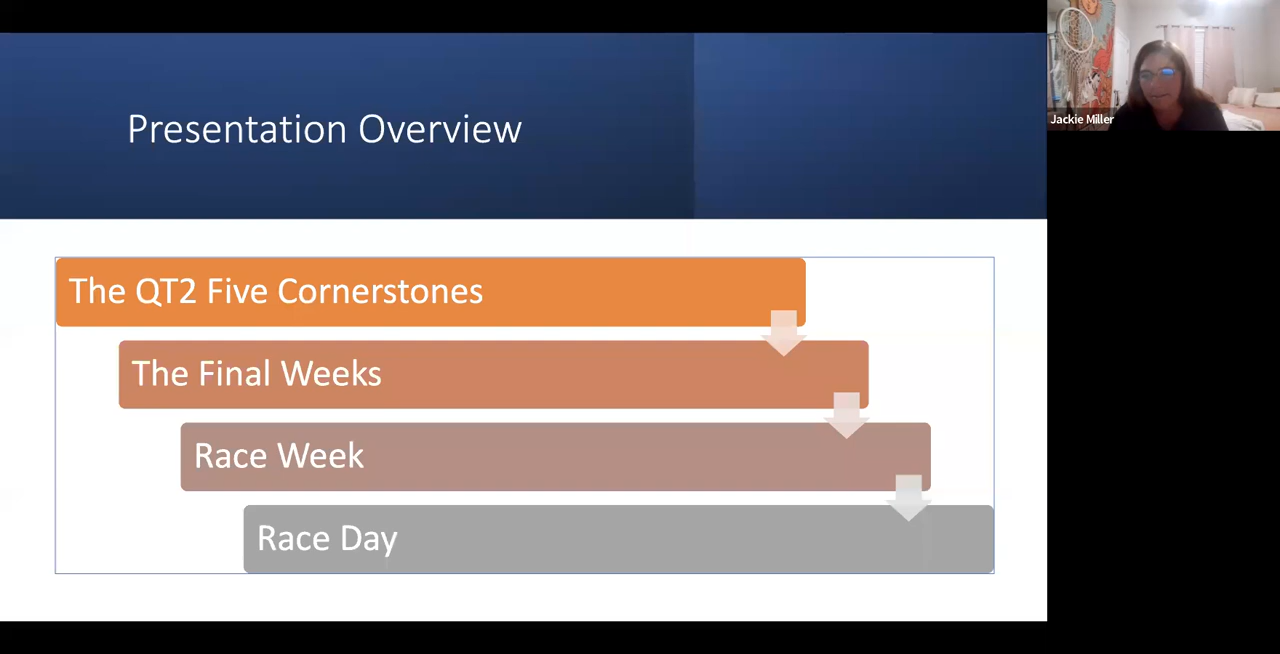 Presentation Overview
Jackie Miller
The QT2 Five Cornerstones
The Final Weeks
Race Week
Race Day